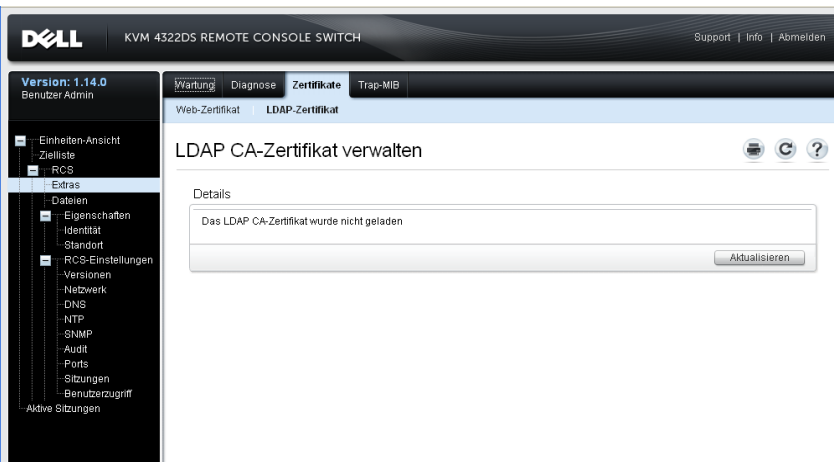 DELL
KVM 4322DS REMOTE CONSOLE SWITCH
Support | Info | Abmelden
Version: 1.14.0
Benutzer Admin
Wartung Diagnose Zertifikate Trap-MIB
Web-Zertifikat LDAP-Zertifikat
Einheiten-Ansicht
Zielliste
RCS
Extras
Dateien
Eigenschaften
Identität
Standort
RCS-Einstellungen
Versionen
Netzwerk
DNS
NTP
SNMP
Audit
Ports
Sitzungen
Benutzerzugriff
Aktive Sitzungen
LDAP CA-Zertifikat verwalten
Details
Das LDAP CA-Zertifikat wurde nicht geladen
Aktualisieren